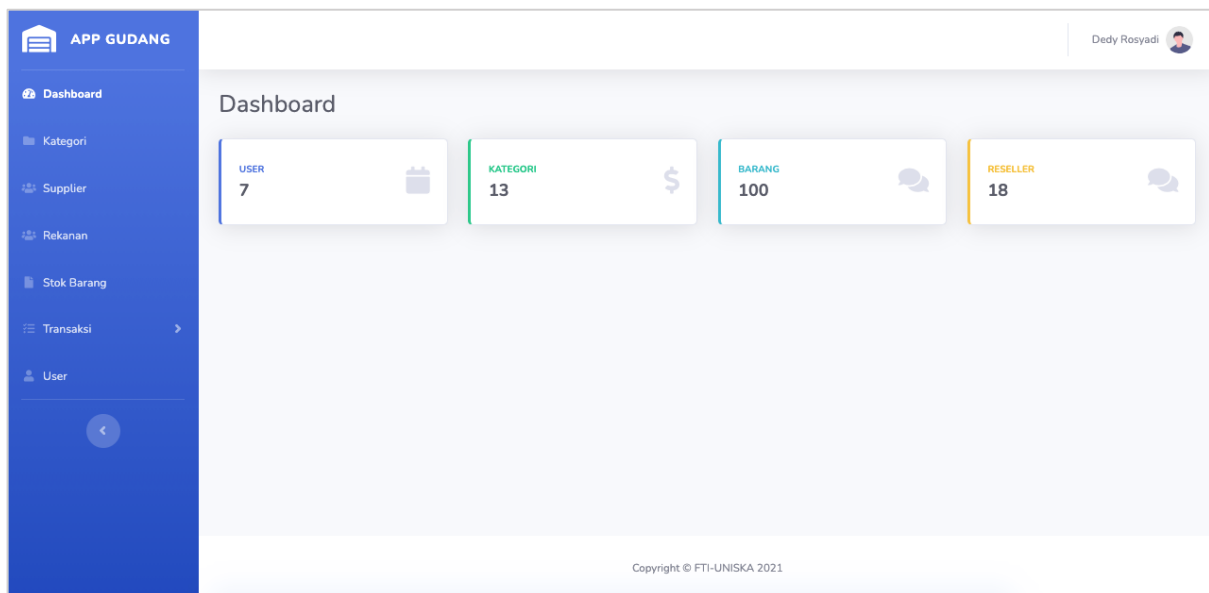 APP GUDANG
Dedy Rosyadi
Dashboard
Kategori
Supplier
Rekanan
Stok Barang
Transaksi
User
Dashboard
USER
7
KATEGORI
13
BARANG
100
RESELLER
18
Copyright © FTI-UNISKA 2021